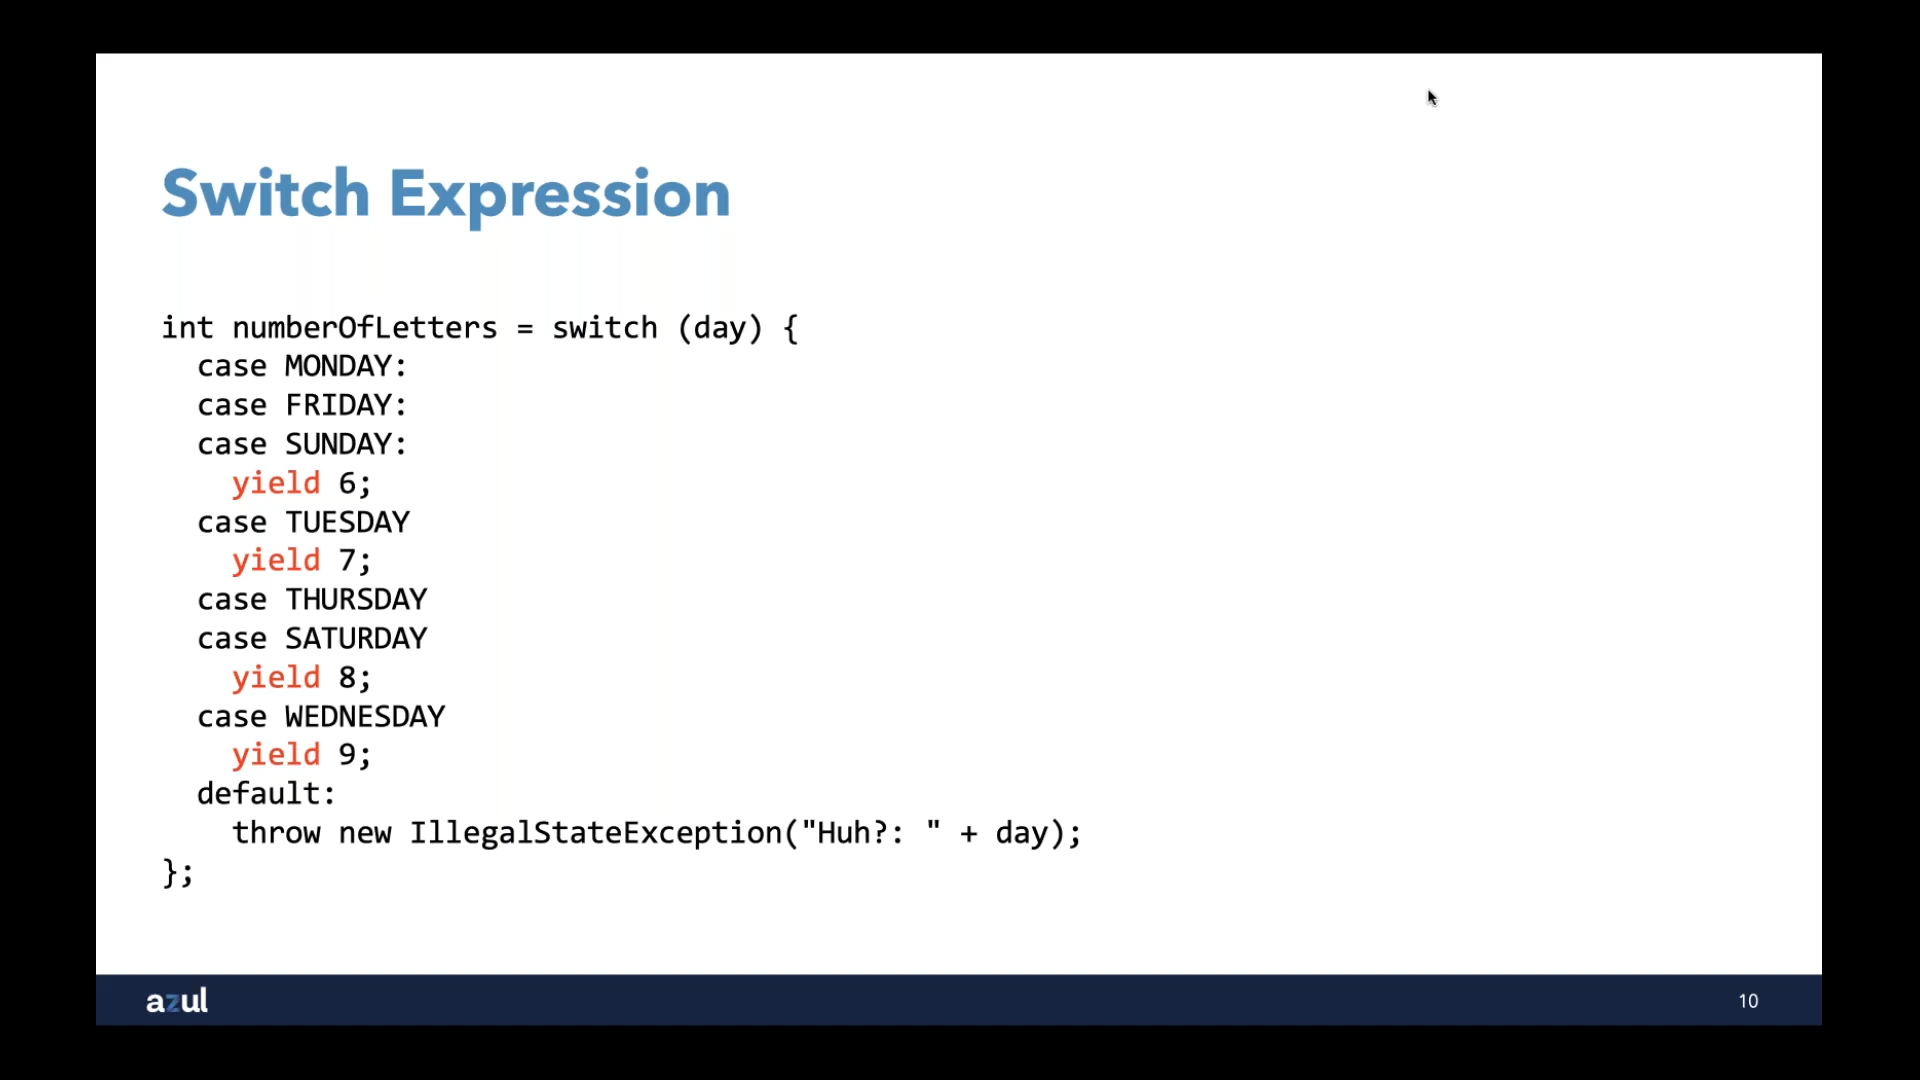 Switch Expression
int numberOfLetters = switch (day) {
  case MONDAY:
  case FRIDAY:
  case SUNDAY:
    yield 6;
  case TUESDAY
    yield 7;
  case THURSDAY
  case SATURDAY
    yield 8;
  case WEDNESDAY
    yield 9;
  default:
    throw new IllegalStateException("Huh?: " + day);
};
azul
10